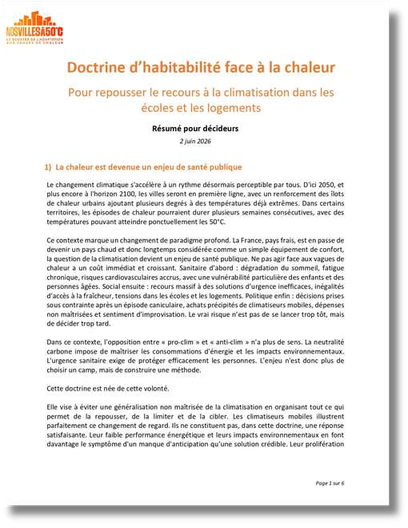 NOSVILLESA50°C
Doctrine d’habitabilité face à la chaleur
Pour repousser le recours à la climatisation dans les
écoles et les logements
Résumé pour décideurs
2 juin 2026
1) La chaleur est devenue un enjeu de santé publique
Le changement climatique s’accélère à un rythme désormais perceptible par tous. D’ici 2050, et
plus encore à l’horizon 2100, les villes seront en première ligne, avec un renforcement des îlots
de chaleur urbains ajoutant plusieurs degrés à des températures déjà extrêmes. Dans certains
territoires, les épisodes de chaleur pourraient durer plusieurs semaines consécutives, avec des
températures pouvant atteindre ponctuellement les 50°C.
Ce contexte marque un changement de paradigme profond. La France, pays frais, est en passe de
devenir un pays chaud et donc longtemps considérée comme un simple équipement de confort,
la question de la climatisation devient un enjeu de santé publique. Ne pas agir face aux vagues de
chaleur a un coût immédiat et croissant. Sanitaire d’abord : dégradation du sommeil, fatigue
chronique, risques cardiovasculaires accrus, avec une vulnérabilité particulière des enfants et des
personnes âgées. Social ensuite : recours massif à des solutions d’urgence inefficaces, inégalités
d’accès à la fraîcheur, tensions dans les écoles et les logements. Politique enfin : décisions prises
sous contrainte après un épisode caniculaire, achats précipités de climatiseurs mobiles, dépenses
non maîtrisées et sentiment d’improvisation. Le vrai risque n’est pas de se lancer trop tôt, mais
de décider trop tard.
Dans ce contexte, l’opposition entre « pro-clim » et « anti-clim » n’a plus de sens. La neutralité
carbone impose de maîtriser les consommations d’énergie et les impacts environnementaux.
L’urgence sanitaire exige de protéger efficacement les personnes. L’enjeu n’est donc plus de
choisir un camp, mais de construire une méthode.
Cette doctrine est née de cette volonté.
Elle vise à éviter une généralisation non maîtrisée de la climatisation en organisant tout ce qui
permet de la repousser, de la limiter et de la cibler. Les climatiseurs mobiles illustrent
parfaitement ce changement de regard. Ils ne constituent pas, dans cette doctrine, une réponse
satisfaisante. Leur faible performance énergétique et leurs impacts environnementaux en font
davantage le symptôme d’un manque d’anticipation qu’une solution crédible. Leur prolifération
Page 1 sur 6